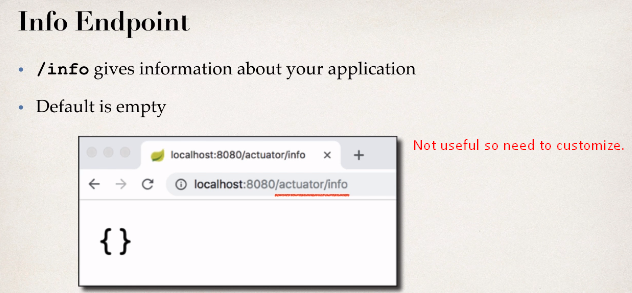 Info Endpoint
• /info gives information about your application
• Default is empty
Not useful so need to customize.
localhost:8080/actuator/info
localhost:8080/actuator/info
{}